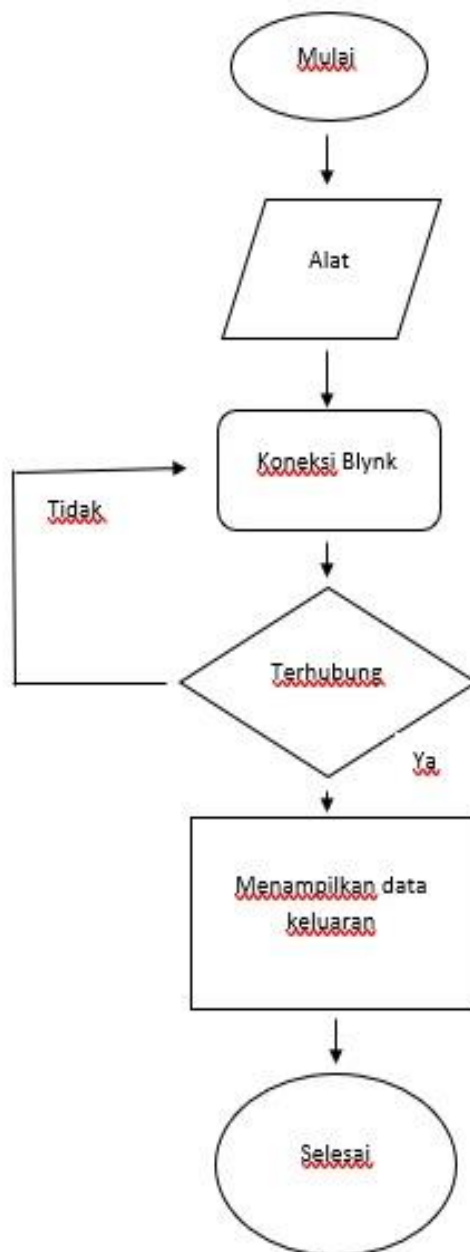 Mulai
Alat
Koneksi Blynk
Tidak
Terhubung
Ya
Menampilkan data
keluaran
Selesai